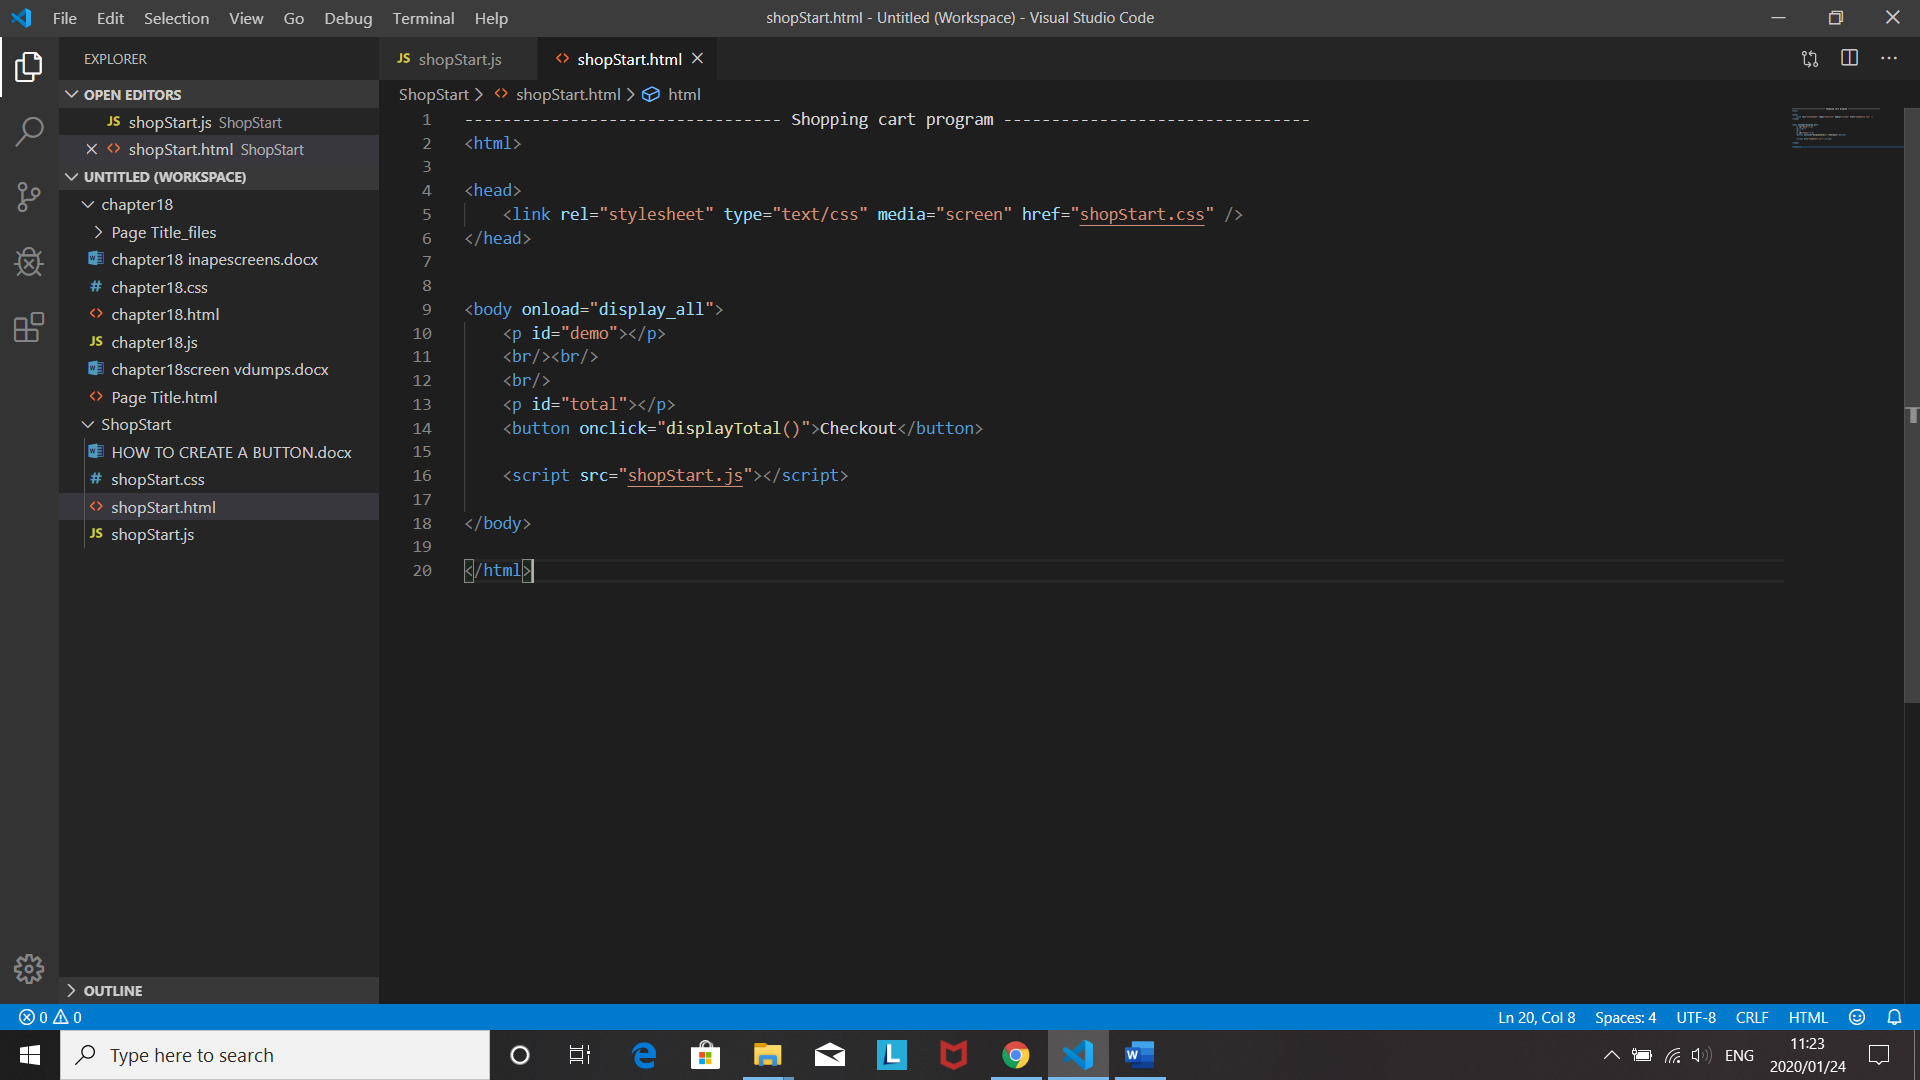 File Edit Selection View Go Debug Terminal Help
shopStart.html - Untitled (Workspace) - Visual Studio Code
EXPLORER
OPEN EDITORS
JS shopStart.js ShopStart
shopStart.html ShopStart
UNTITLED (WORKSPACE)
chapter18
Page Title_files
chapter18 inapescreens.docx
# chapter18.css
chapter18.html
JS chapter18.js
chapter18screen vdumps.docx
Page Title.html
ShopStart
HOW TO CREATE A BUTTON.docx
# shopStart.css
shopStart.html
JS shopStart.js
OUTLINE
JS shopStart.js
shopStart.html
ShopStart > shopStart.html > html
1 --------------------------------- Shopping cart program --------------------------------
2 <html>
3
4 <head>
5 <link rel="stylesheet" type="text/css" media="screen" href="shopStart.css" />
6 </head>
7
8
9 <body onload="display_all">
10 <p id="demo"></p>
11 <br/><br/>
12 <br/>
13 <p id="total"></p>
14 <button onclick="displayTotal()">Checkout</button>
15
16 <script src="shopStart.js"></script>
17
18 </body>
19
20 </html>
0 0
Ln 20, Col 8 Spaces: 4 UTF-8 CRLF HTML
Type here to search
ENG
11:23
2020/01/24